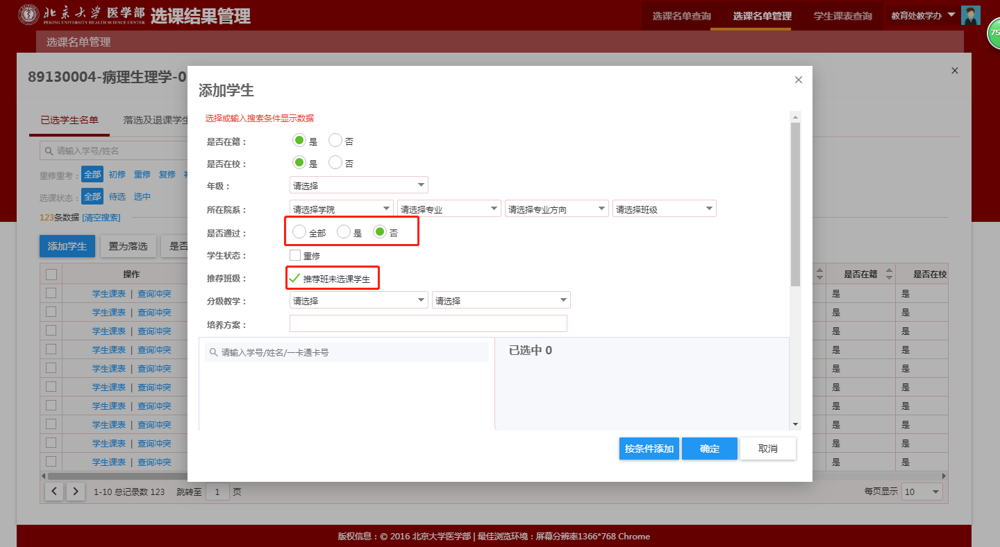 北京大学医学部 选课结果管理
PEKING UNIVERSITY HEALTH SCIENCE CENTER
选课名单查询 选课名单管理 学生课表查询 教育处教学办
75
选课名单管理
89130004-病理生理学-0
已选学生名单 落选及退课学生
请输入学号/姓名
重修重考： 全部 初修 重修 复修
选课状态： 全部 待选 选中
123条数据 [清空搜索]
添加学生 置为落选 是否
操作 是否在籍 是否在校
学生课表 | 查询冲突 是 是
学生课表 | 查询冲突 是 是
学生课表 | 查询冲突 是 是
学生课表 | 查询冲突 是 是
学生课表 | 查询冲突 是 是
学生课表 | 查询冲突 是 是
学生课表 | 查询冲突 是 是
学生课表 | 查询冲突 是 是
学生课表 | 查询冲突 是 是
学生课表 | 查询冲突 是 是
1-10 总记录数 123 跳转至 1 页 每页显示 10
添加学生
选择或输入搜索条件显示数据
是否在籍： 是 否
是否在校： 是 否
年级： 请选择
所在院系： 请选择学院 请选择专业 请选择专业方向 请选择班级
是否通过： 全部 是 否
学生状态： 重修
推荐班级： 推荐班未选课学生
分级教学： 请选择 请选择
培养方案：
请输入学号/姓名/一卡通卡号 已选中 0
按条件添加 确定 取消
版权信息：© 2016 北京大学医学部 | 最佳浏览环境：屏幕分辨率1366*768 Chrome